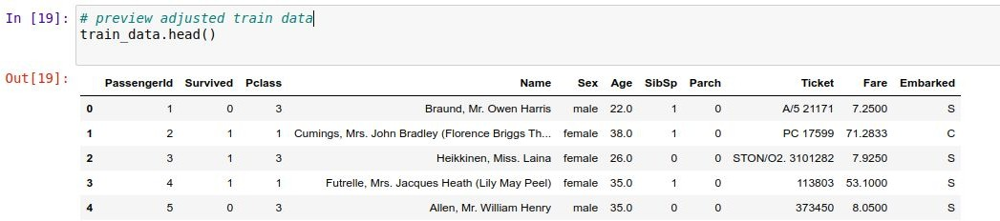 In [19]: # preview adjusted train data
train_data.head()
Out[19]:
PassengerId Survived Pclass Name Sex Age SibSp Parch Ticket Fare Embarked
0 1 0 3 Braund, Mr. Owen Harris male 22.0 1 0 A/5 21171 7.2500 S
1 2 1 1 Cumings, Mrs. John Bradley (Florence Briggs Th... female 38.0 1 0 PC 17599 71.2833 C
2 3 1 3 Heikkinen, Miss. Laina female 26.0 0 0 STON/O2. 3101282 7.9250 S
3 4 1 1 Futrelle, Mrs. Jacques Heath (Lily May Peel) female 35.0 1 0 113803 53.1000 S
4 5 0 3 Allen, Mr. William Henry male 35.0 0 0 373450 8.0500 S